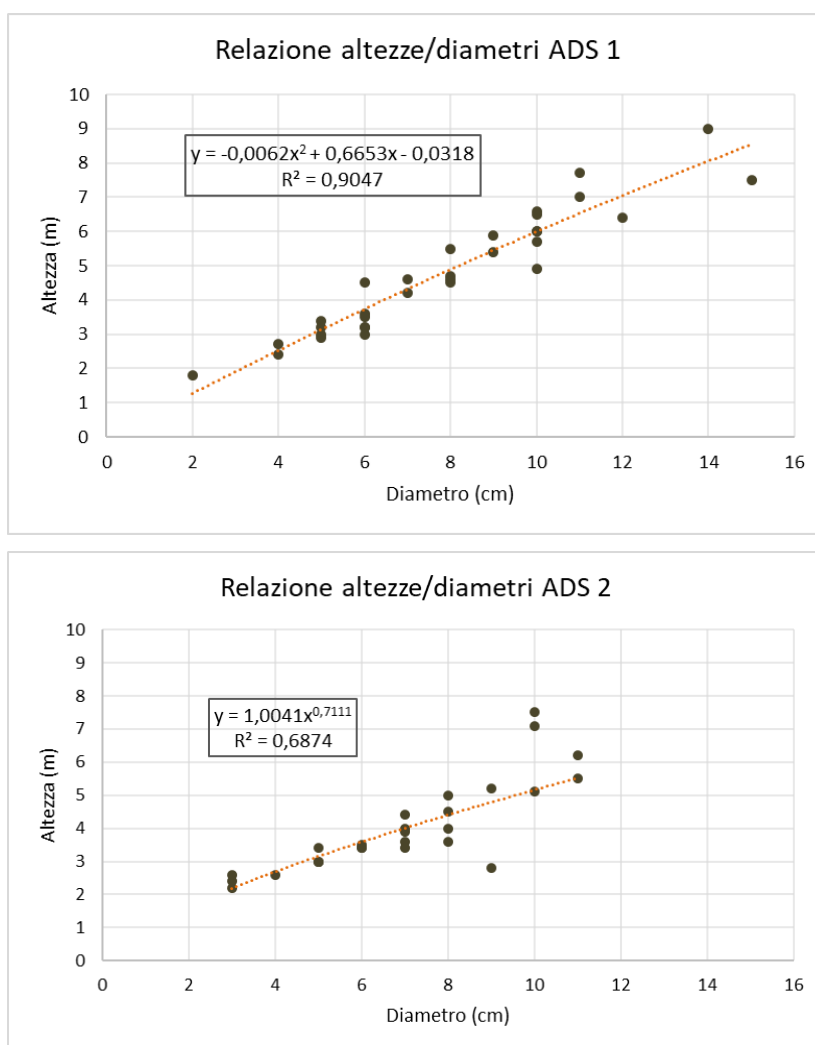 Relazione altezze/diametri ADS 1
10
9
8
7
6
5
4
3
2
1
0
Altezza (m)
y = -0,0062x² + 0,6653x - 0,0318
R² = 0,9047
0 2 4 6 8 10 12 14 16
Diametro (cm)
Relazione altezze/diametri ADS 2
10
9
8
7
6
5
4
3
2
1
0
Altezza (m)
y = 1,0041x^0,7111
R² = 0,6874
0 2 4 6 8 10 12 14 16
Diametro (cm)